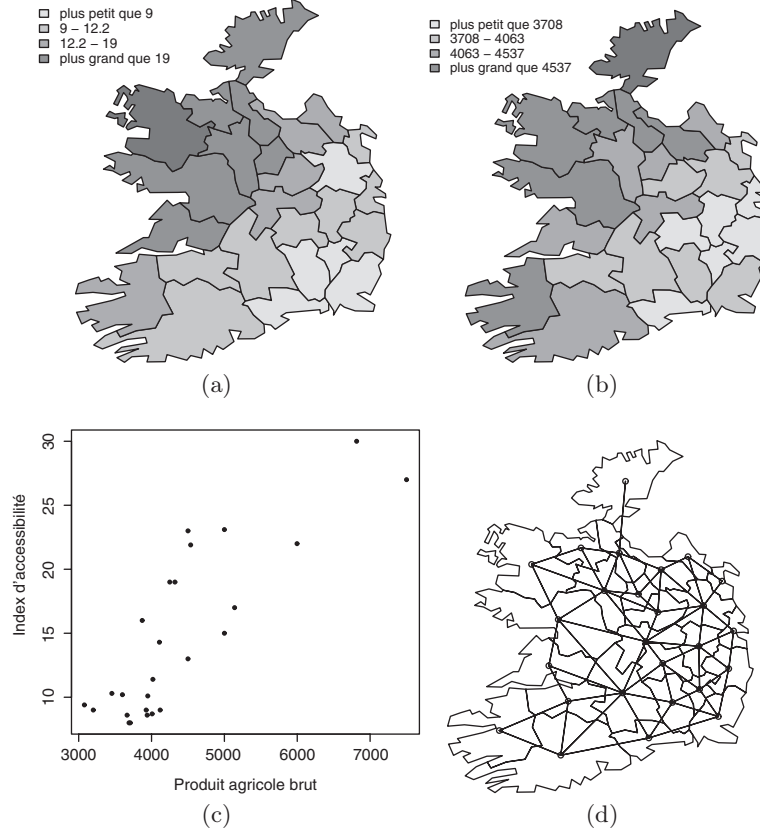 plus petit que 9
9 – 12.2
12.2 – 19
plus grand que 19
plus petit que 3708
3708 – 4063
4063 – 4537
plus grand que 4537
(a)
(b)
Index d'accessibilité
30
25
20
15
10
3000 4000 5000 6000 7000
Produit agricole brut
(c)
(d)